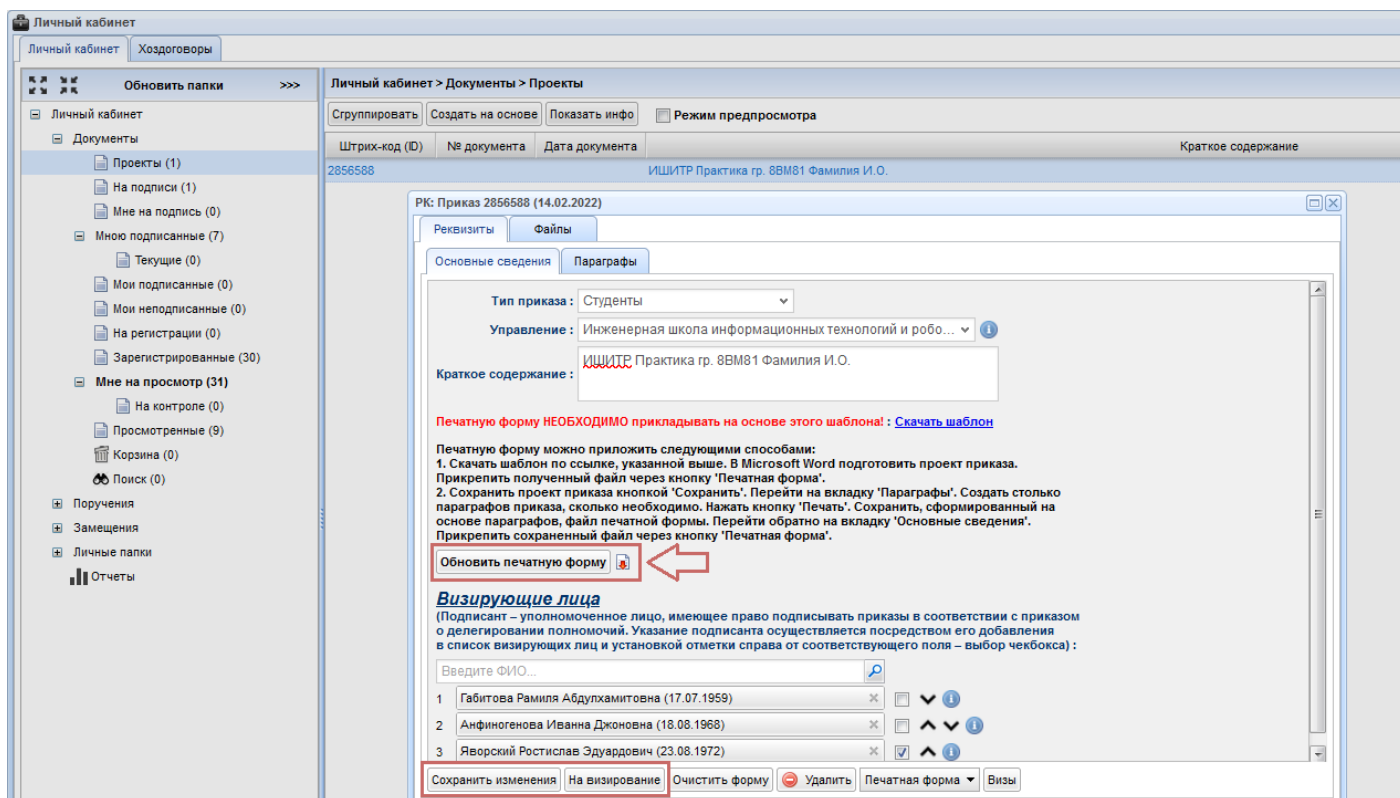 Личный кабинет
Личный кабинет Хоздоговоры
Обновить папки >>>
Личный кабинет
Документы
Проекты (1)
На подписи (1)
Мне на подпись (0)
Мною подписанные (7)
Текущие (0)
Мои подписанные (0)
Мои неподписанные (0)
На регистрации (0)
Зарегистрированные (30)
Мне на просмотр (31)
На контроле (0)
Просмотренные (9)
Корзина (0)
Поиск (0)
Поручения
Замещения
Личные папки
Отчеты
Личный кабинет > Документы > Проекты
Сгруппировать Создать на основе Показать инфо Режим предпросмотра
Штрих-код (ID) № документа Дата документа Краткое содержание
2856588 ИШИТР Практика гр. 8ВМ81 Фамилия И.О.
РК: Приказ 2856588 (14.02.2022)
Реквизиты Файлы
Основные сведения Параграфы
Тип приказа : Студенты
Управление : Инженерная школа информационных технологий и робо...
Краткое содержание : ИШИТР Практика гр. 8ВМ81 Фамилия И.О.
Печатную форму НЕОБХОДИМО прикладывать на основе этого шаблона! : Скачать шаблон
Печатную форму можно приложить следующими способами:
1. Скачать шаблон по ссылке, указанной выше. В Microsoft Word подготовить проект приказа.
Прикрепить полученный файл через кнопку 'Печатная форма'.
2. Сохранить проект приказа кнопкой 'Сохранить'. Перейти на вкладку 'Параграфы'. Создать столько
параграфов приказа, сколько необходимо. Нажать кнопку 'Печать'. Сохранить, сформированный на
основе параграфов, файл печатной формы. Перейти обратно на вкладку 'Основные сведения'.
Прикрепить сохраненный файл через кнопку 'Печатная форма'.
Обновить печатную форму
Визирующие лица
(Подписант – уполномоченное лицо, имеющее право подписывать приказы в соответствии с приказом
о делегировании полномочий. Указание подписанта осуществляется посредством его добавления
в список визирующих лиц и установкой отметки справа от соответствующего поля – выбор чекбокса) :
Введите ФИО...
1 Габитова Рамиля Абдулхамитовна (17.07.1959)
2 Анфиногенова Иванна Джоновна (18.08.1968)
3 Яворский Ростислав Эдуардович (23.08.1972)
Сохранить изменения На визирование Очистить форму Удалить Печатная форма Визы